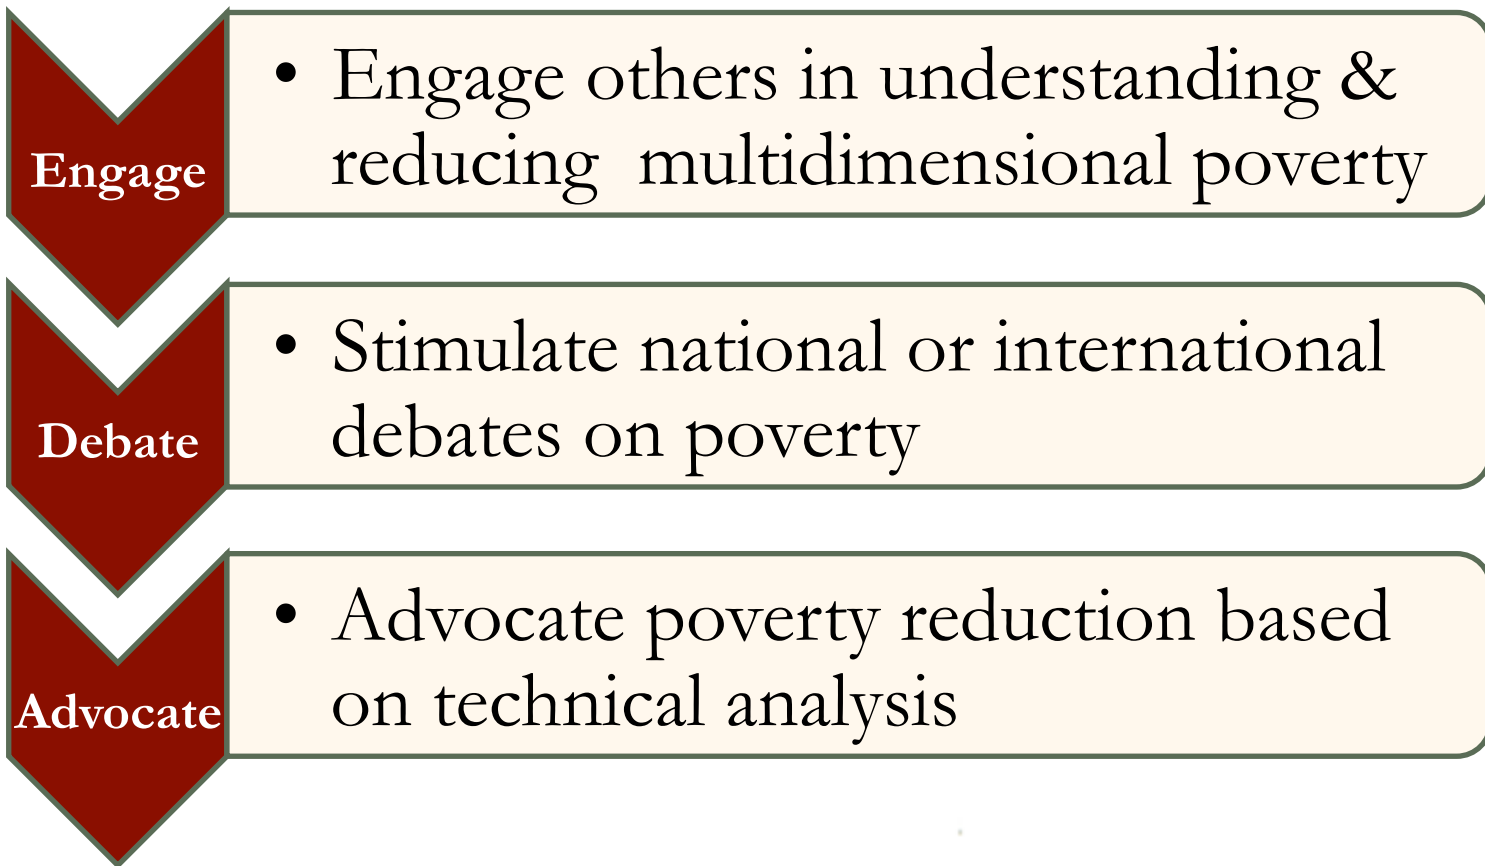 Engage
• Engage others in understanding &
reducing  multidimensional poverty
Debate
• Stimulate national or international
debates on poverty
Advocate
• Advocate poverty reduction based
on technical analysis